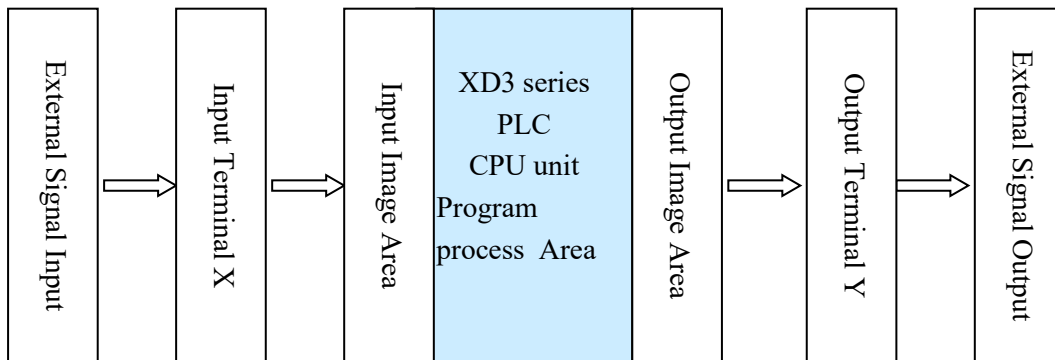 External Signal Input
Input Terminal X
Input Image Area
XD3 series
PLC
CPU unit
Program
process Area
Output Image Area
Output Terminal Y
External Signal Output